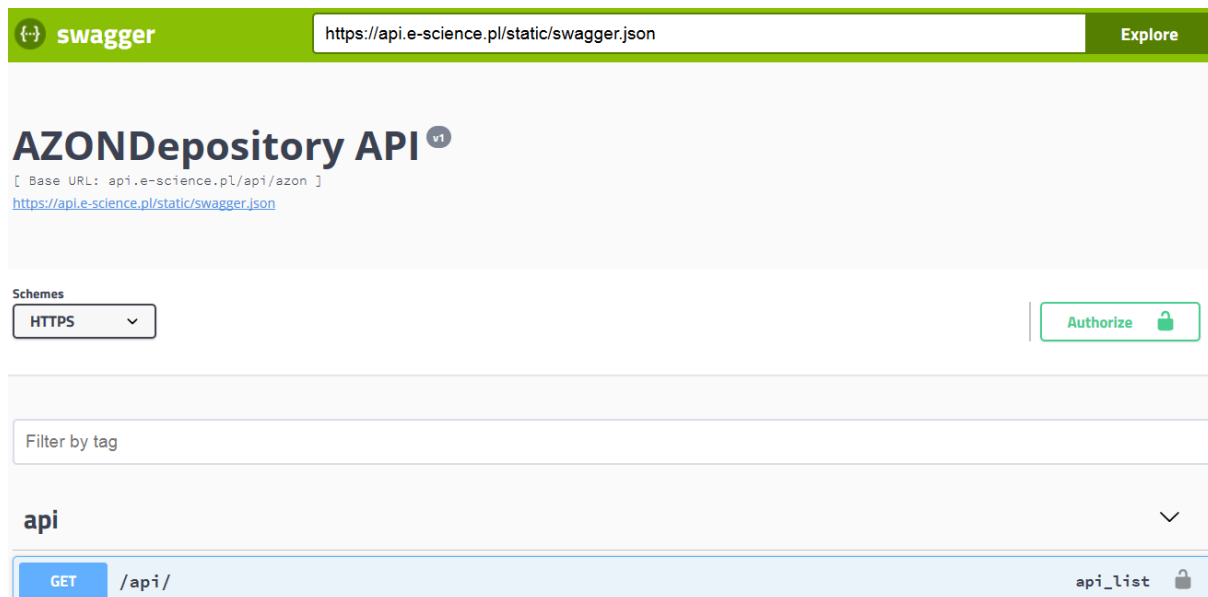 {··} swagger
https://api.e-science.pl/static/swagger.json
Explore
AZONDepository API v1
[ Base URL: api.e-science.pl/api/azon ]
https://api.e-science.pl/static/swagger.json
Schemes
HTTPS
Authorize
Filter by tag
api
GET /api/ api_list